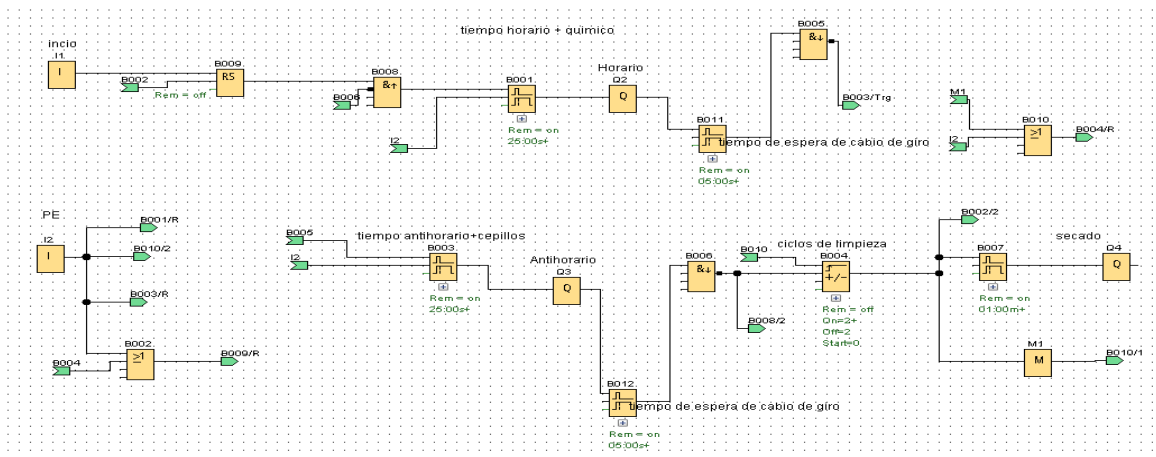 tiempo horario + quimico
B005
&↓
incio
I1
I
B009
RS
B002
Rem = off
B008
&↑
B006
B001
Rem = on
25:00s+
I2
Horario
Q2
Q
B011
tiempo de espera de cabio de giro
Rem = on
05:00s+
B003/Trg
M1
I2
B010
≥1
B004/R
PE
I2
I
B001/R
B010/2
B003/R
B002
≥1
B004
B009/R
B005
tiempo antihorario+cepillos
B003
I2
Rem = on
25:00s+
Antihorario
Q3
Q
B012
tiempo de espera de cabio de giro
Rem = on
05:00s+
B006
&↓
B008/2
B010
ciclos de limpieza
B004
+/-
Rem = off
On=2+
Off=2
Start=0
B002/2
B007
Rem = on
01:00m+
secado
Q4
Q
M1
M
B010/1